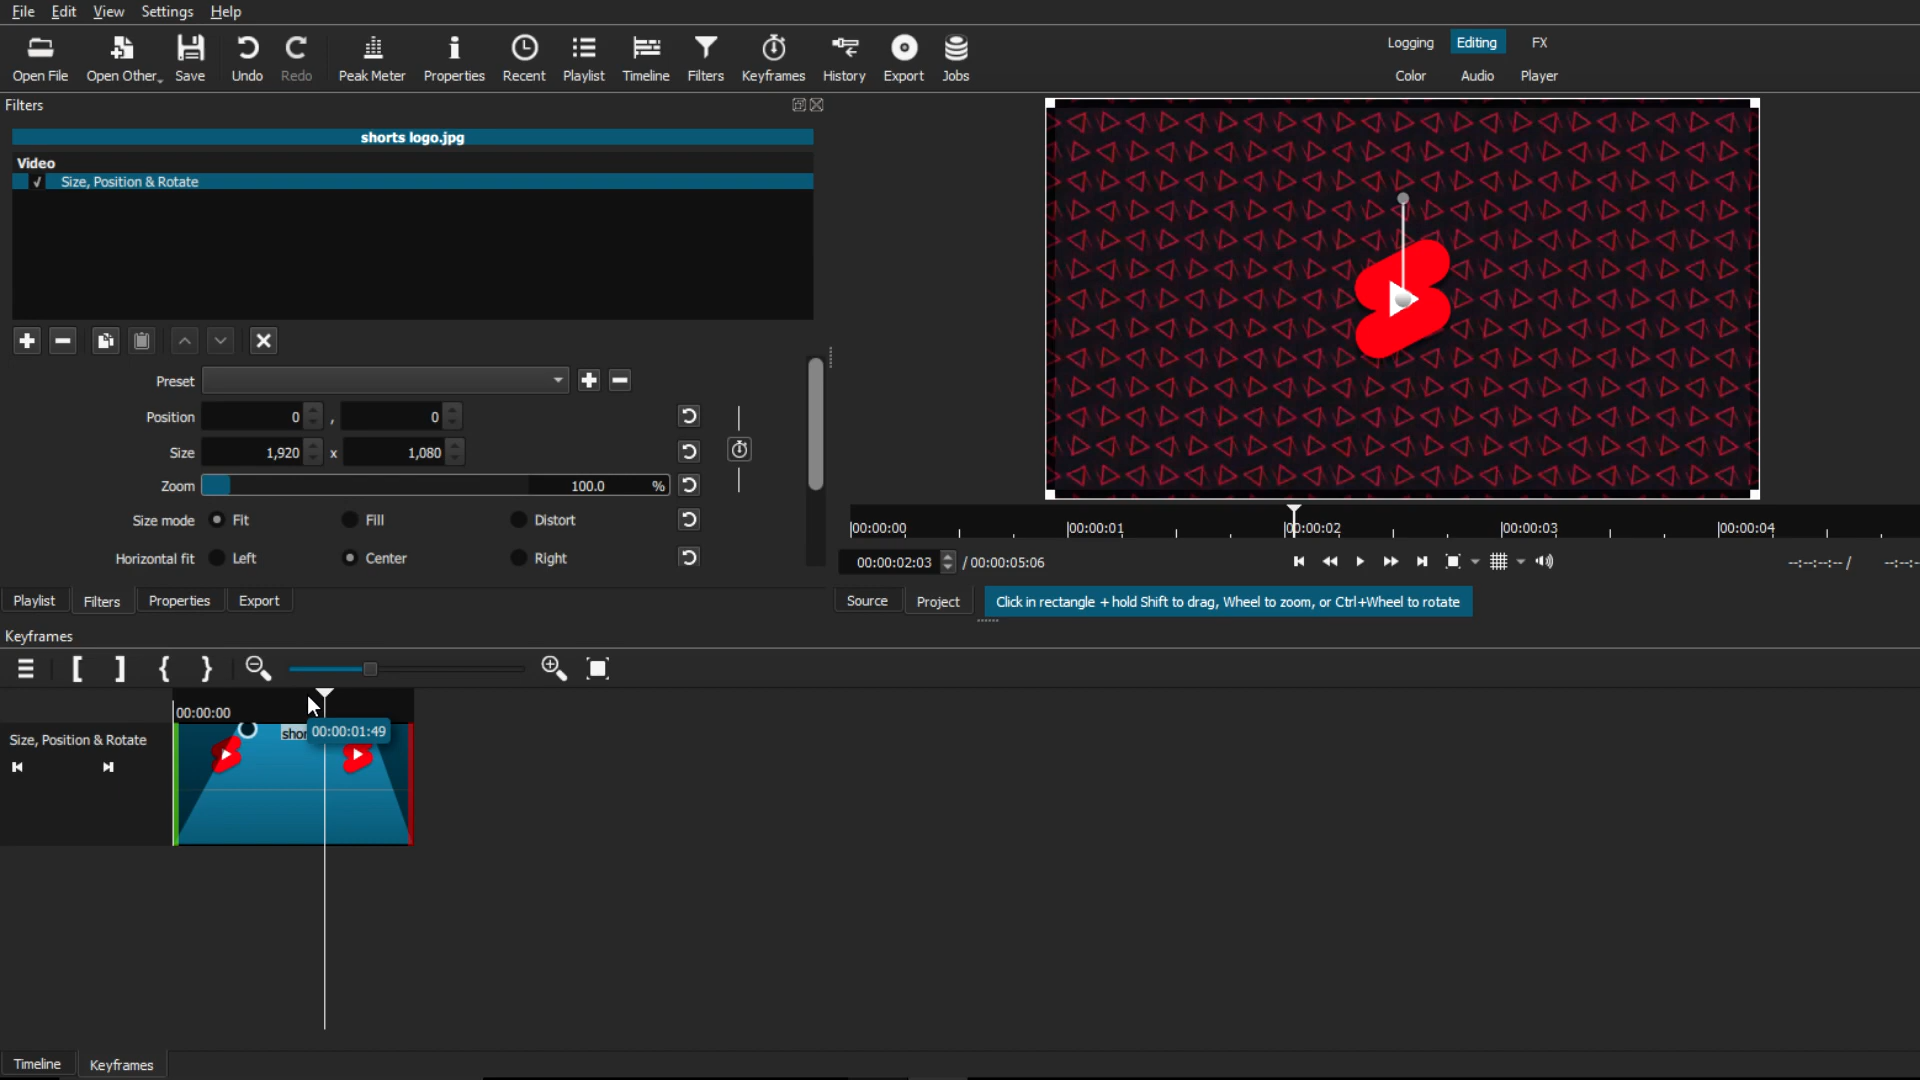 File Edit View Settings Help
Open File Open Other Save Undo Redo Peak Meter Properties Recent Playlist Timeline Filters Keyframes History Export Jobs
Logging Editing FX
Color Audio Player
Filters
shorts logo.jpg
Video
√ Size, Position & Rotate
Preset
Position 0 , 0
Size 1,920 x 1,080
Zoom 100.0 %
Size mode Fit Fill Distort
Horizontal fit Left Center Right
00:00:00 00:00:01 00:00:02 00:00:03 00:00:04
00:00:02:03 / 00:00:05:06 --:--:--:-- / --:--:-
Playlist Filters Properties Export
Source Project Click in rectangle + hold Shift to drag, Wheel to zoom, or Ctrl+Wheel to rotate
Keyframes
00:00:00
Size, Position & Rotate
shor 00:00:01:49
Timeline Keyframes